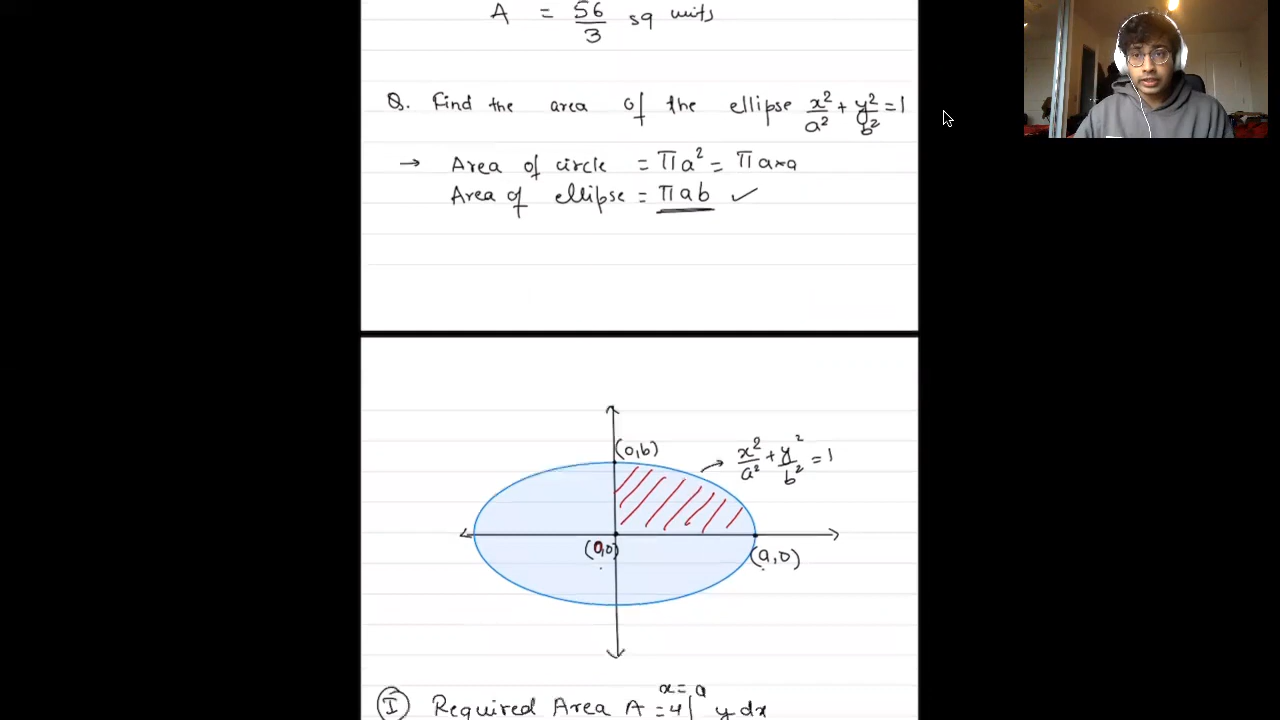 A = 56/3 sq units
Q. Find the area of the ellipse x²/a² + y²/b² = 1
→ Area of circle = πa² = πa×a
Area of ellipse = πab ✓
(0,b)
→ x²/a² + y²/b² = 1
(0,0)
(a,0)
I Required Area A = 4∫ x=a y dx